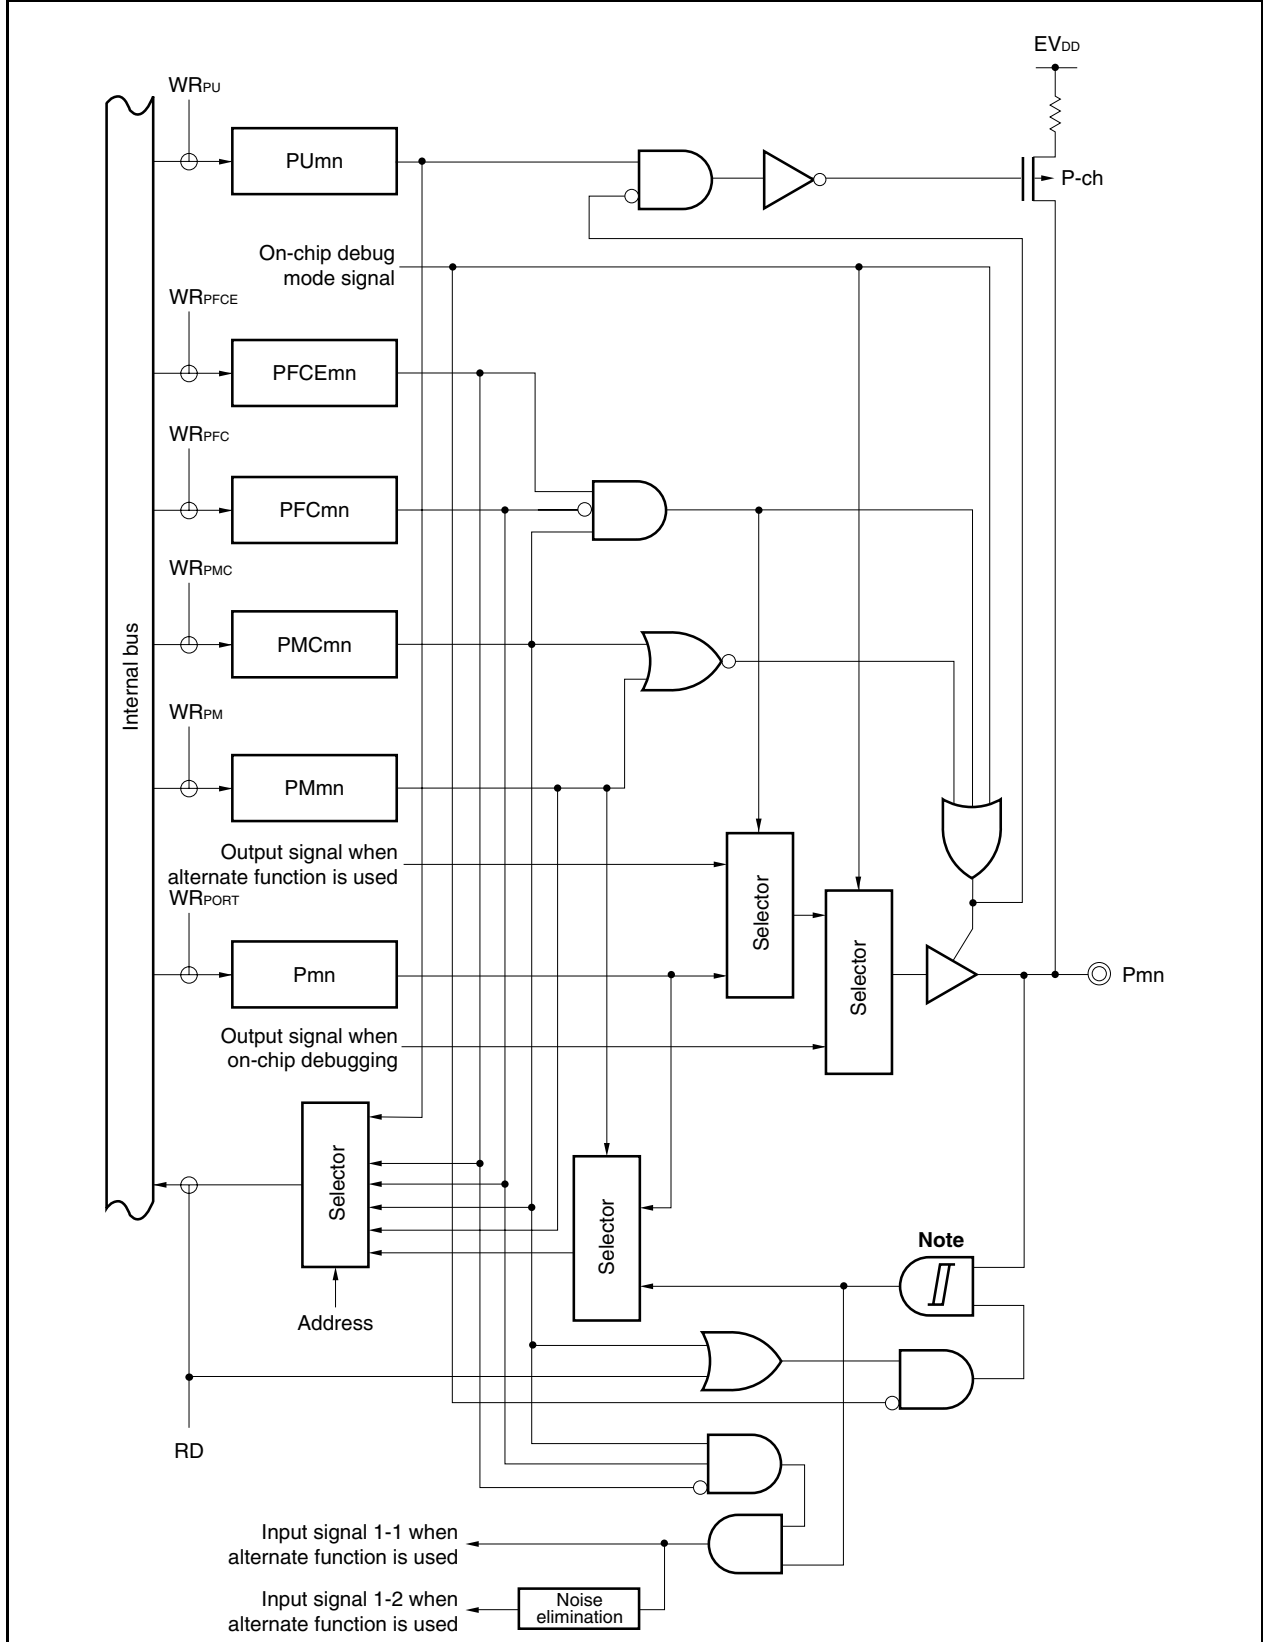 EVDD
WRPU
PUmn
P-ch
On-chip debug
mode signal
WRPFCE
PFCEmn
WRPFC
PFCmn
WRPMC
PMCmn
Internal bus
WRPM
PMmn
Output signal when
alternate function is used
WRPORT
Selector
Selector
Pmn
Pmn
Output signal when
on-chip debugging
Selector
Selector
Note
Address
RD
Input signal 1-1 when
alternate function is used
Input signal 1-2 when
alternate function is used
Noise
elimination